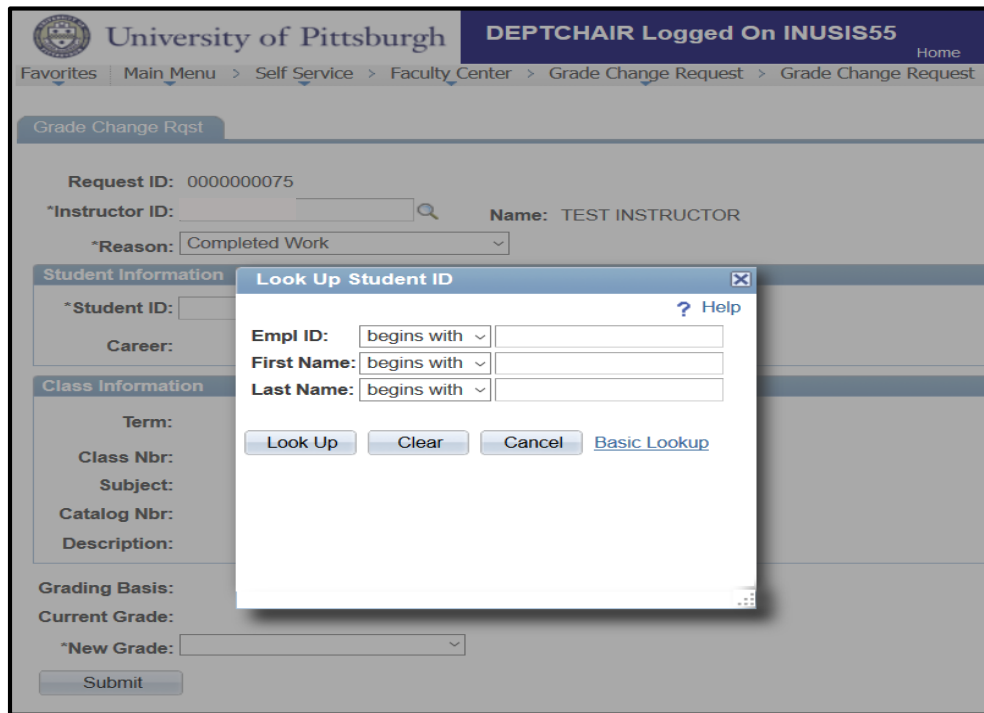 University of Pittsburgh
DEPTCHAIR Logged On INUSIS55
Home
Favorites Main Menu > Self Service > Faculty Center > Grade Change Request > Grade Change Request
Grade Change Rqst
Request ID: 0000000075
*Instructor ID:
Name: TEST INSTRUCTOR
*Reason: Completed Work
Student Information
*Student ID:
Career:
Class Information
Term:
Class Nbr:
Subject:
Catalog Nbr:
Description:
Grading Basis:
Current Grade:
*New Grade:
Submit
Look Up Student ID
? Help
Empl ID: begins with
First Name: begins with
Last Name: begins with
Look Up Clear Cancel Basic Lookup